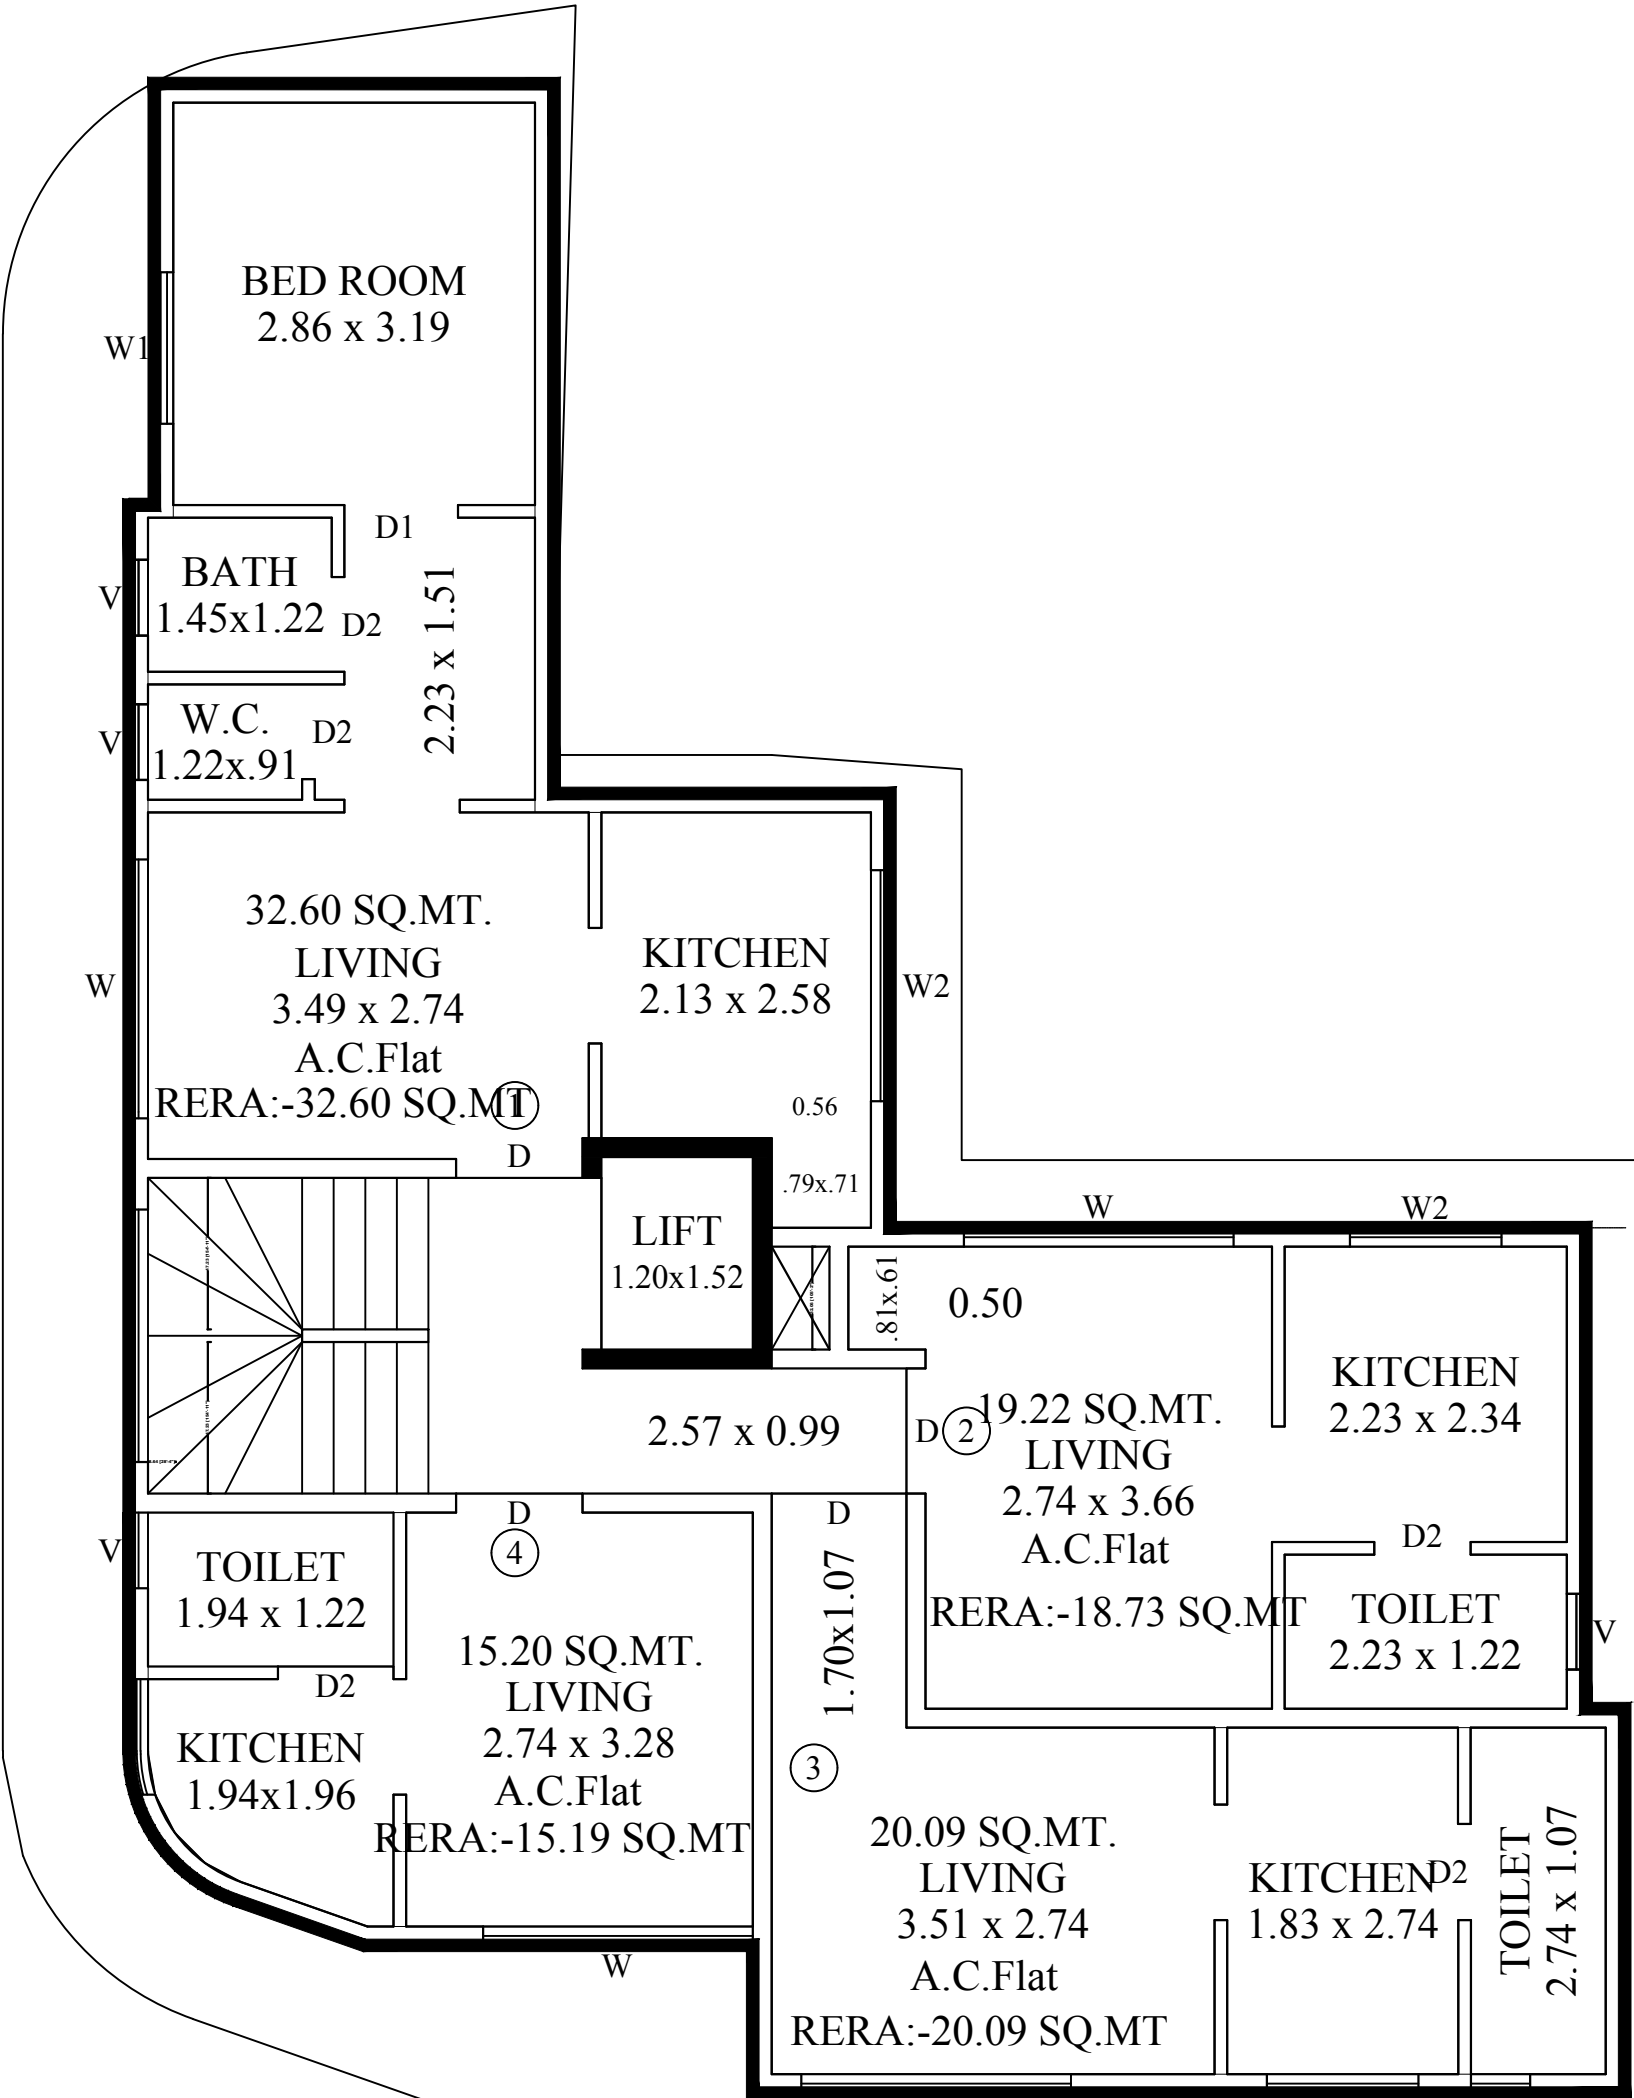 BED ROOM
2.86 x 3.19
W1
D1
BATH
1.45x1.22
V
D2
2.23 x 1.51
W.C.
1.22x.91
V
D2
32.60 SQ.MT.
LIVING
3.49 x 2.74
A.C.Flat
RERA:-32.60 SQ.MT
1
W
D
KITCHEN
2.13 x 2.58
W2
0.56
.79x.71
LIFT
1.20x1.52
W
W2
.81x.61
0.50
KITCHEN
2.23 x 2.34
2.57 x 0.99
D
2
19.22 SQ.MT.
LIVING
2.74 x 3.66
A.C.Flat
RERA:-18.73 SQ.MT
D2
TOILET
2.23 x 1.22
V
D
4
D
V
TOILET
1.94 x 1.22
D2
KITCHEN
1.94x1.96
15.20 SQ.MT.
LIVING
2.74 x 3.28
A.C.Flat
RERA:-15.19 SQ.MT
W
1.70x1.07
3
20.09 SQ.MT.
LIVING
3.51 x 2.74
A.C.Flat
RERA:-20.09 SQ.MT
KITCHEN
1.83 x 2.74
D2
TOILET
2.74 x 1.07